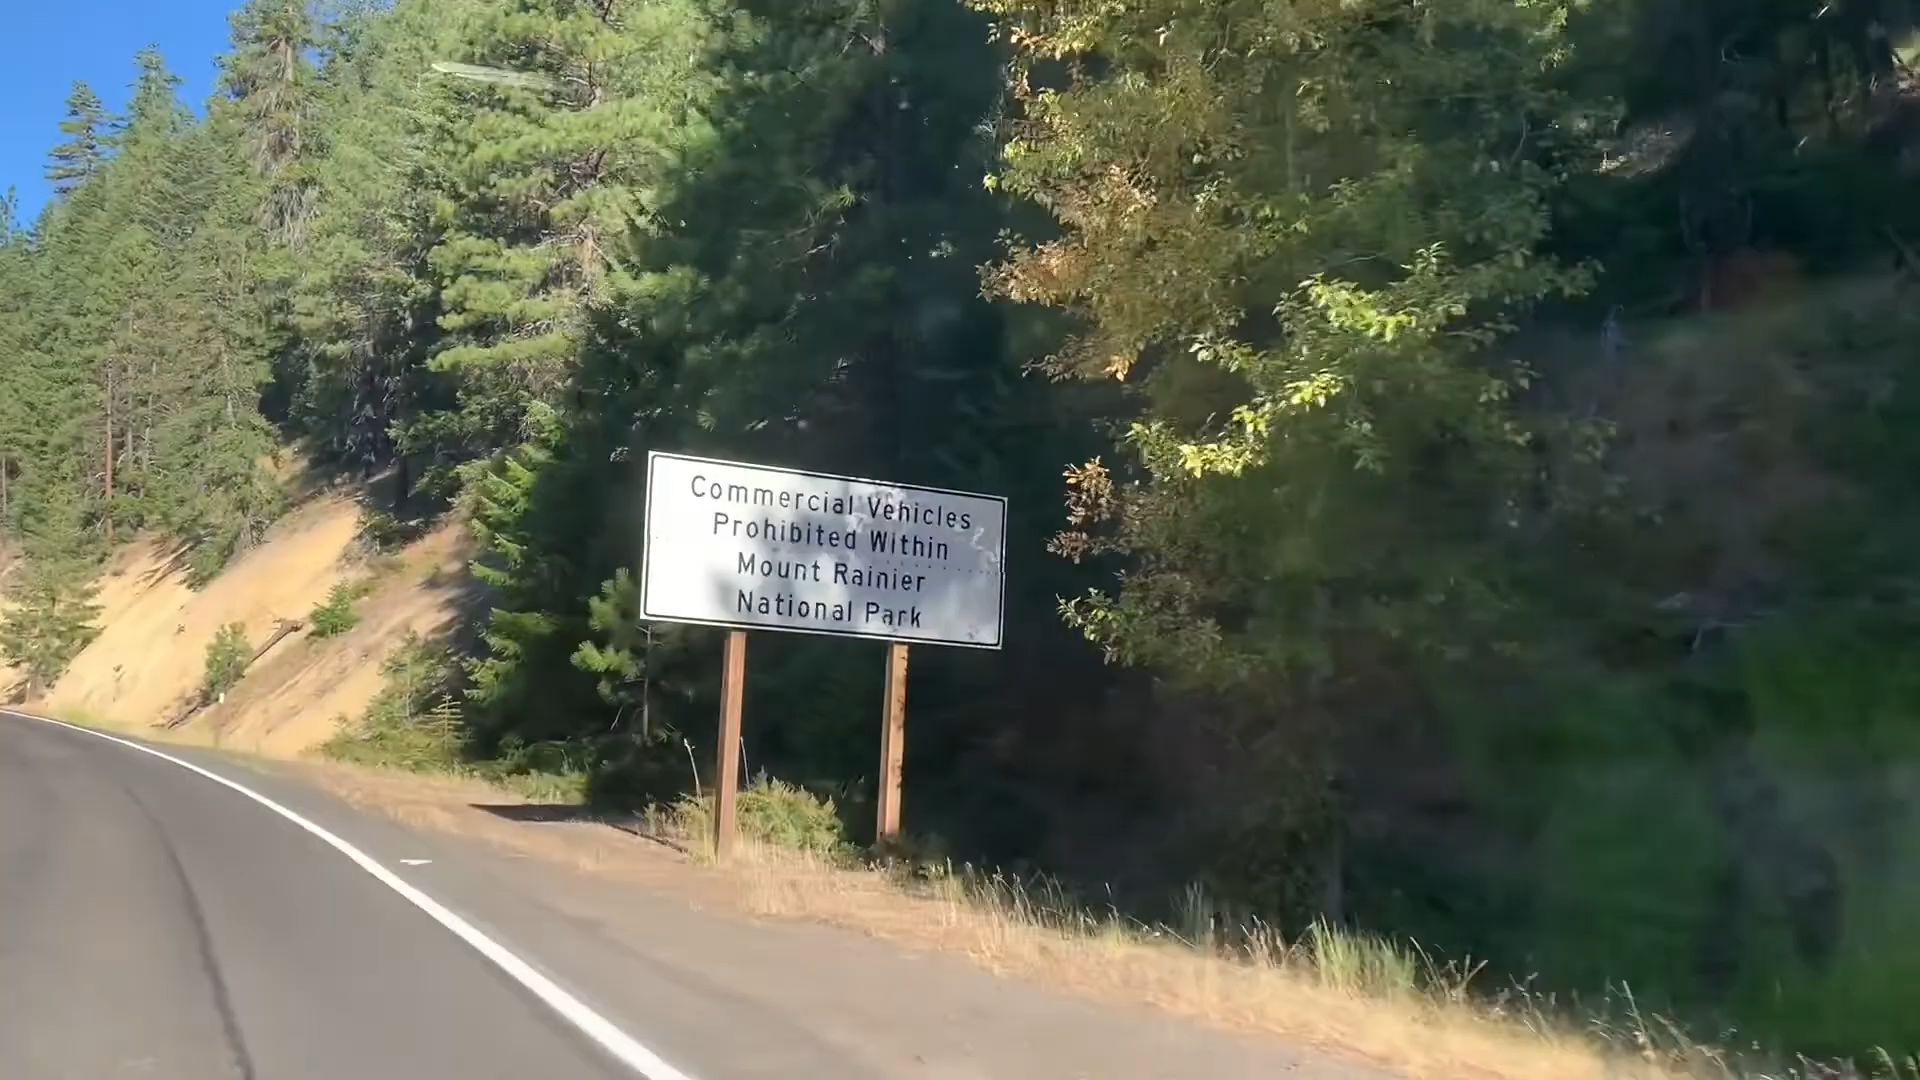 Commercial Vehicles
Prohibited Within
Mount Rainier
National Park